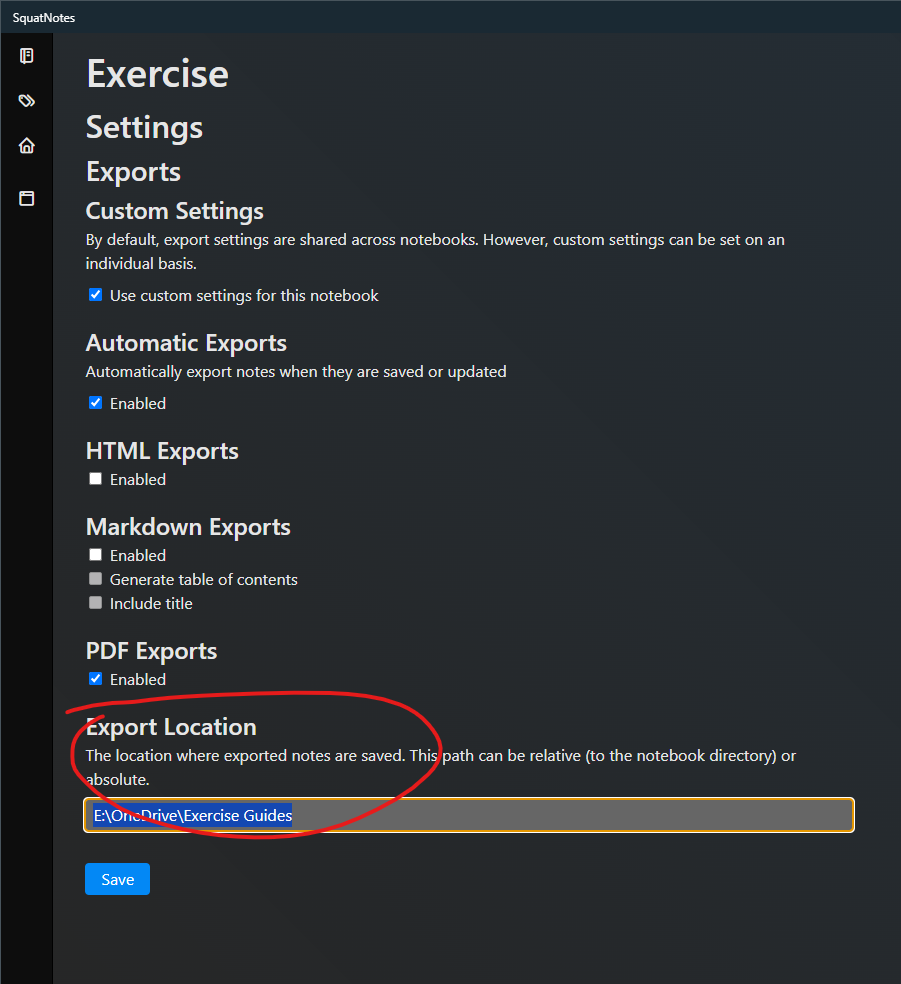 SquatNotes
Exercise
Settings
Exports
Custom Settings
By default, export settings are shared across notebooks. However, custom settings can be set on an
individual basis.
Use custom settings for this notebook
Automatic Exports
Automatically export notes when they are saved or updated
Enabled
HTML Exports
Enabled
Markdown Exports
Enabled
Generate table of contents
Include title
PDF Exports
Enabled
Export Location
The location where exported notes are saved. This path can be relative (to the notebook directory) or
absolute.
E:\OneDrive\Exercise Guides
Save